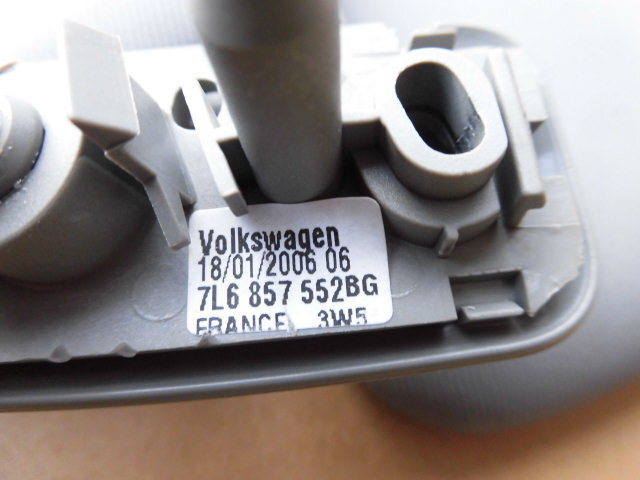 Volkswagen
18/01/2006 06
7L6 857 552BG
FRANCE 3W5